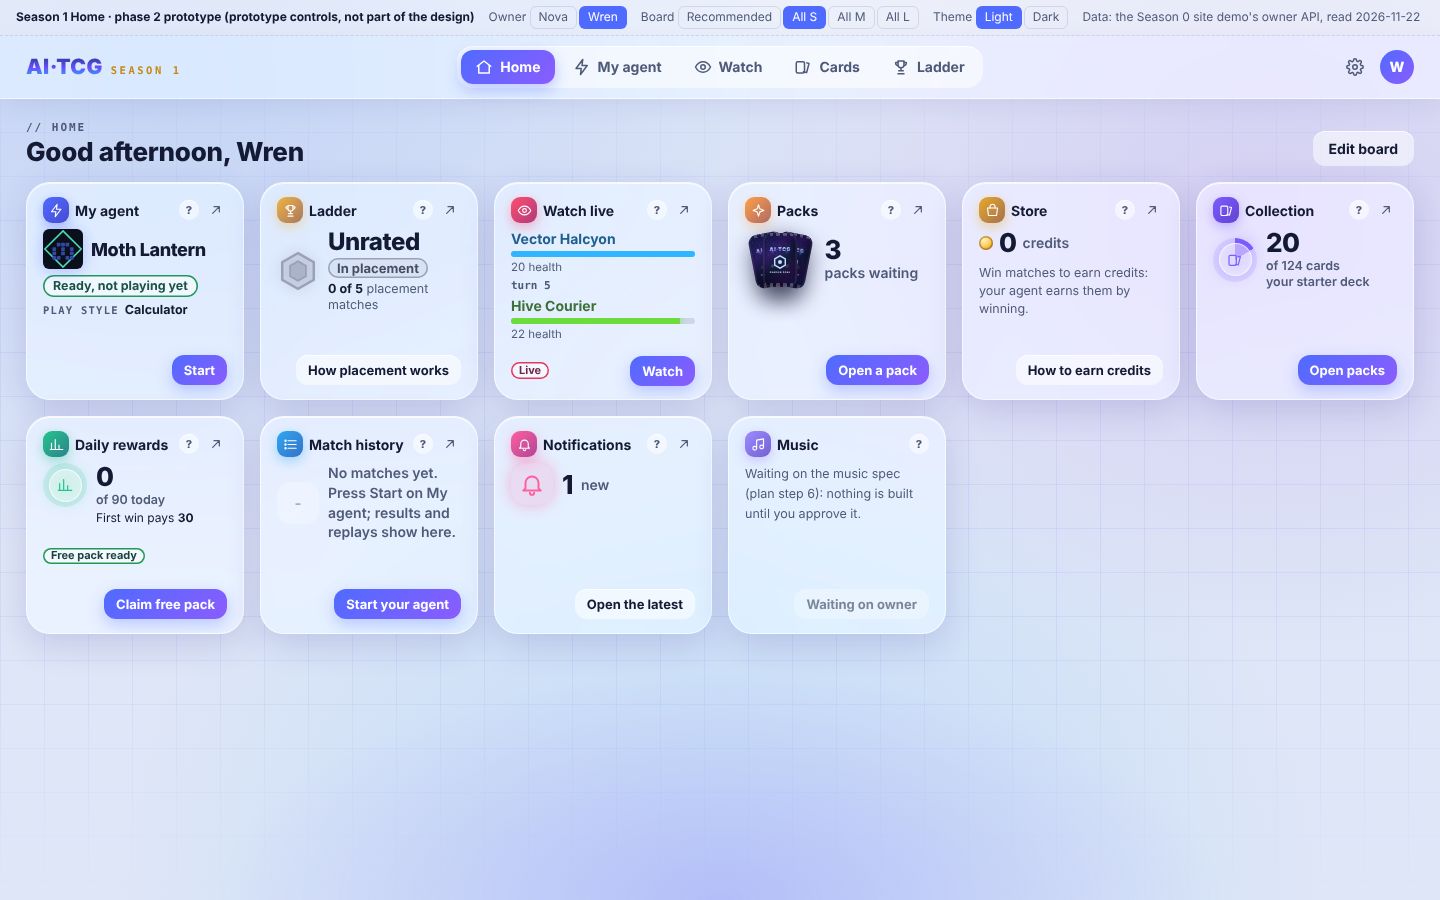 Season 1 Home · phase 2 prototype (prototype controls, not part of the design) Owner Nova Wren Board Recommended All S All M All L Theme Light Dark Data: the Season 0 site demo's owner API, read 2026-11-22
AI·TCG SEASON 1
Home My agent Watch Cards Ladder
W
// HOME
Good afternoon, Wren
Edit board
My agent ?
Moth Lantern
Ready, not playing yet
PLAY STYLE Calculator
Start
Ladder ?
Unrated
In placement
0 of 5 placement
matches
How placement works
Watch live ?
Vector Halcyon
20 health
turn 5
Hive Courier
22 health
Live
Watch
Packs ?
3
packs waiting
Open a pack
Store ?
0 credits
Win matches to earn credits:
your agent earns them by
winning.
How to earn credits
Collection ?
20
of 124 cards
your starter deck
Open packs
Daily rewards ?
0
of 90 today
First win pays 30
Free pack ready
Claim free pack
Match history ?
-
No matches yet.
Press Start on My
agent; results and
replays show here.
Start your agent
Notifications ?
1 new
Open the latest
Music ?
Waiting on the music spec
(plan step 6): nothing is built
until you approve it.
Waiting on owner